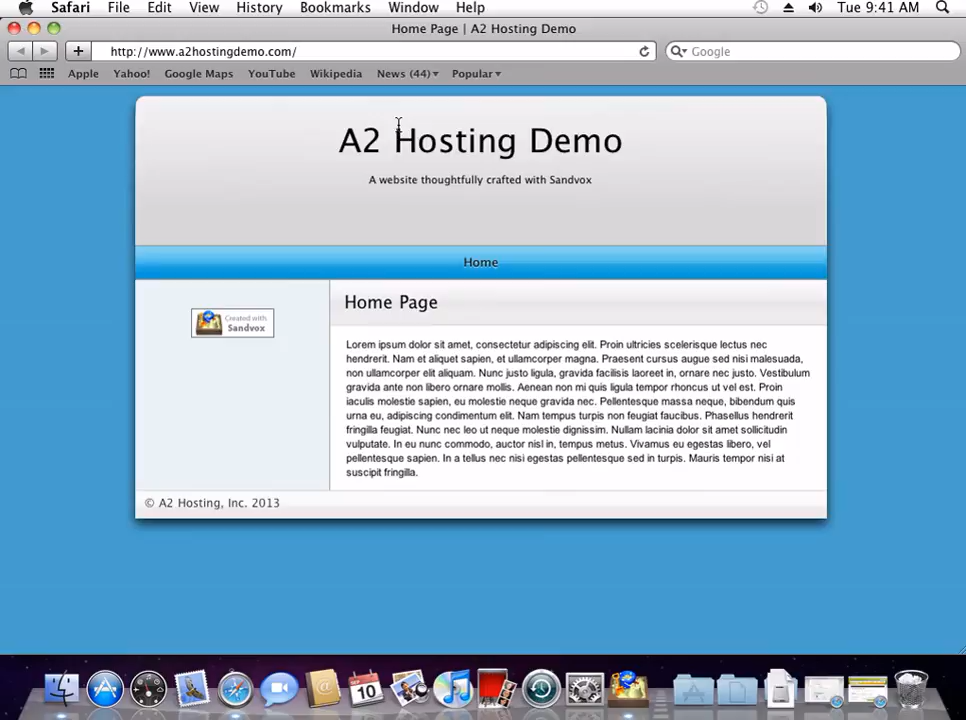 Safari File Edit View History Bookmarks Window Help Tue 9:41 AM
Home Page | A2 Hosting Demo
http://www.a2hostingdemo.com/ Google
Apple Yahoo! Google Maps YouTube Wikipedia News (44) Popular
A2 Hosting Demo
A website thoughtfully crafted with Sandvox
Home
Created with
Sandvox
Home Page
Lorem ipsum dolor sit amet, consectetur adipiscing elit. Proin ultricies scelerisque lectus nec
hendrerit. Nam et aliquet sapien, et ullamcorper magna. Praesent cursus augue sed nisi malesuada,
non ullamcorper elit aliquam. Nunc justo ligula, gravida facilisis laoreet in, ornare nec justo. Vestibulum
gravida ante non libero ornare mollis. Aenean non mi quis ligula tempor rhoncus ut vel est. Proin
iaculis molestie sapien, eu molestie neque gravida nec. Pellentesque massa neque, bibendum quis
urna eu, adipiscing condimentum elit. Nam tempus turpis non feugiat faucibus. Phasellus hendrerit
fringilla feugiat. Nunc nec leo ut neque molestie dignissim. Nullam lacinia dolor sit amet sollicitudin
vulputate. In eu nunc commodo, auctor nisl in, tempus metus. Vivamus eu egestas libero, vel
pellentesque sapien. In a tellus nec nisi egestas pellentesque sed in turpis. Mauris tempor nisi at
suscipit fringilla.
© A2 Hosting, Inc. 2013
10